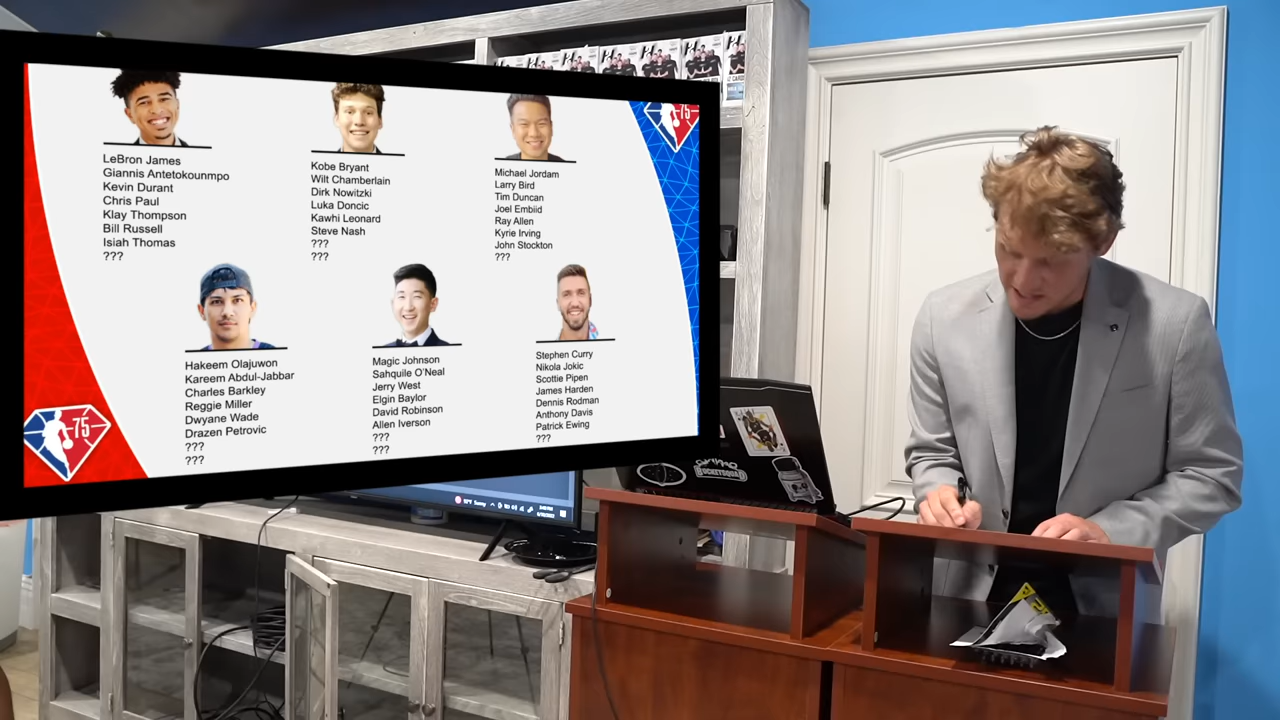 LeBron James
Giannis Antetokounmpo
Kevin Durant
Chris Paul
Klay Thompson
Bill Russell
Isiah Thomas
???
Kobe Bryant
Wilt Chamberlain
Dirk Nowitzki
Luka Doncic
Kawhi Leonard
Steve Nash
???
???
Michael Jordam
Larry Bird
Tim Duncan
Joel Embiid
Ray Allen
Kyrie Irving
John Stockton
???
75
Hakeem Olajuwon
Kareem Abdul-Jabbar
Charles Barkley
Reggie Miller
Dwyane Wade
Drazen Petrovic
???
???
Magic Johnson
Sahquile O'Neal
Jerry West
Elgin Baylor
David Robinson
Allen Iverson
???
???
Stephen Curry
Nikola Jokic
Scottie Pipen
James Harden
Dennis Rodman
Anthony Davis
Patrick Ewing
???
75
BUCKETSQUAD
Sunny